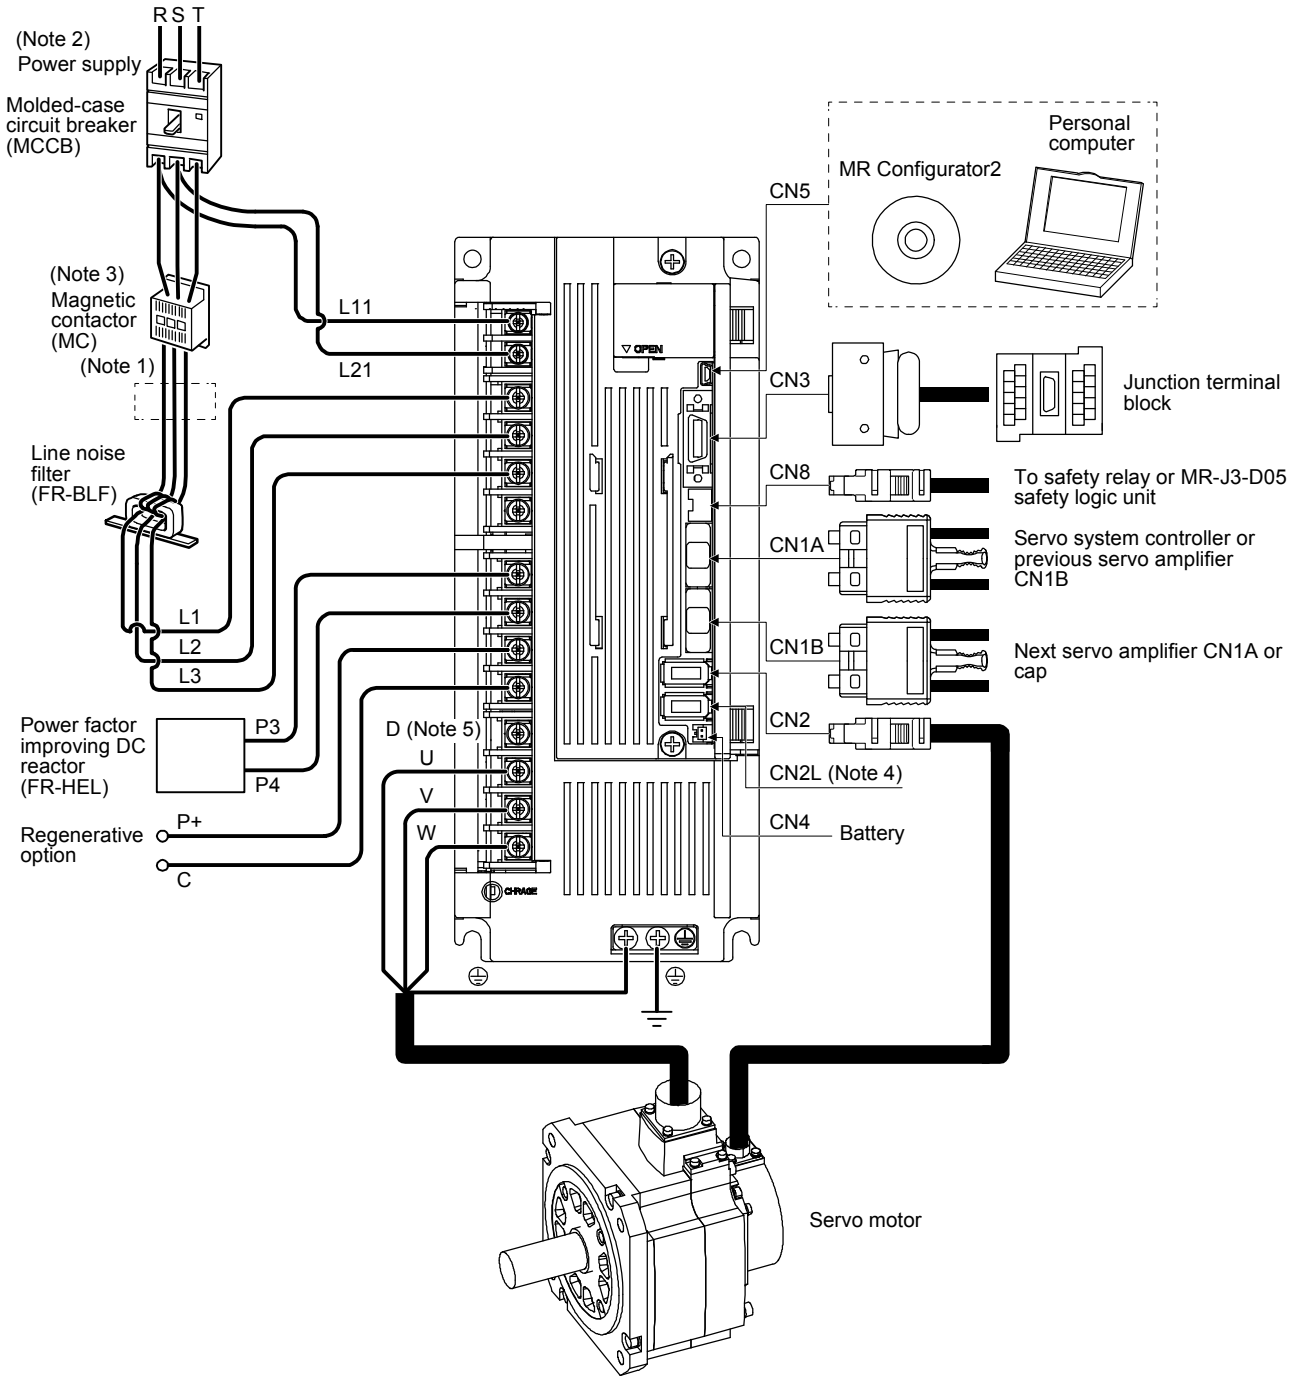 R S T
(Note 2)
Power supply
Molded-case
circuit breaker
(MCCB)
(Note 3)
Magnetic
contactor
(MC)
(Note 1)
Line noise
filter
(FR-BLF)
L11
L21
L1
L2
L3
Power factor
improving DC
reactor
(FR-HEL)
P3
P4
Regenerative
option
P+
C
D (Note 5)
U
V
W
OPEN
CHRAGE
CN5
MR Configurator2
Personal
computer
CN3
Junction terminal
block
CN8
To safety relay or MR-J3-D05
safety logic unit
CN1A
Servo system controller or
previous servo amplifier
CN1B
CN1B
Next servo amplifier CN1A or
cap
CN2
CN2L (Note 4)
CN4
Battery
Servo motor